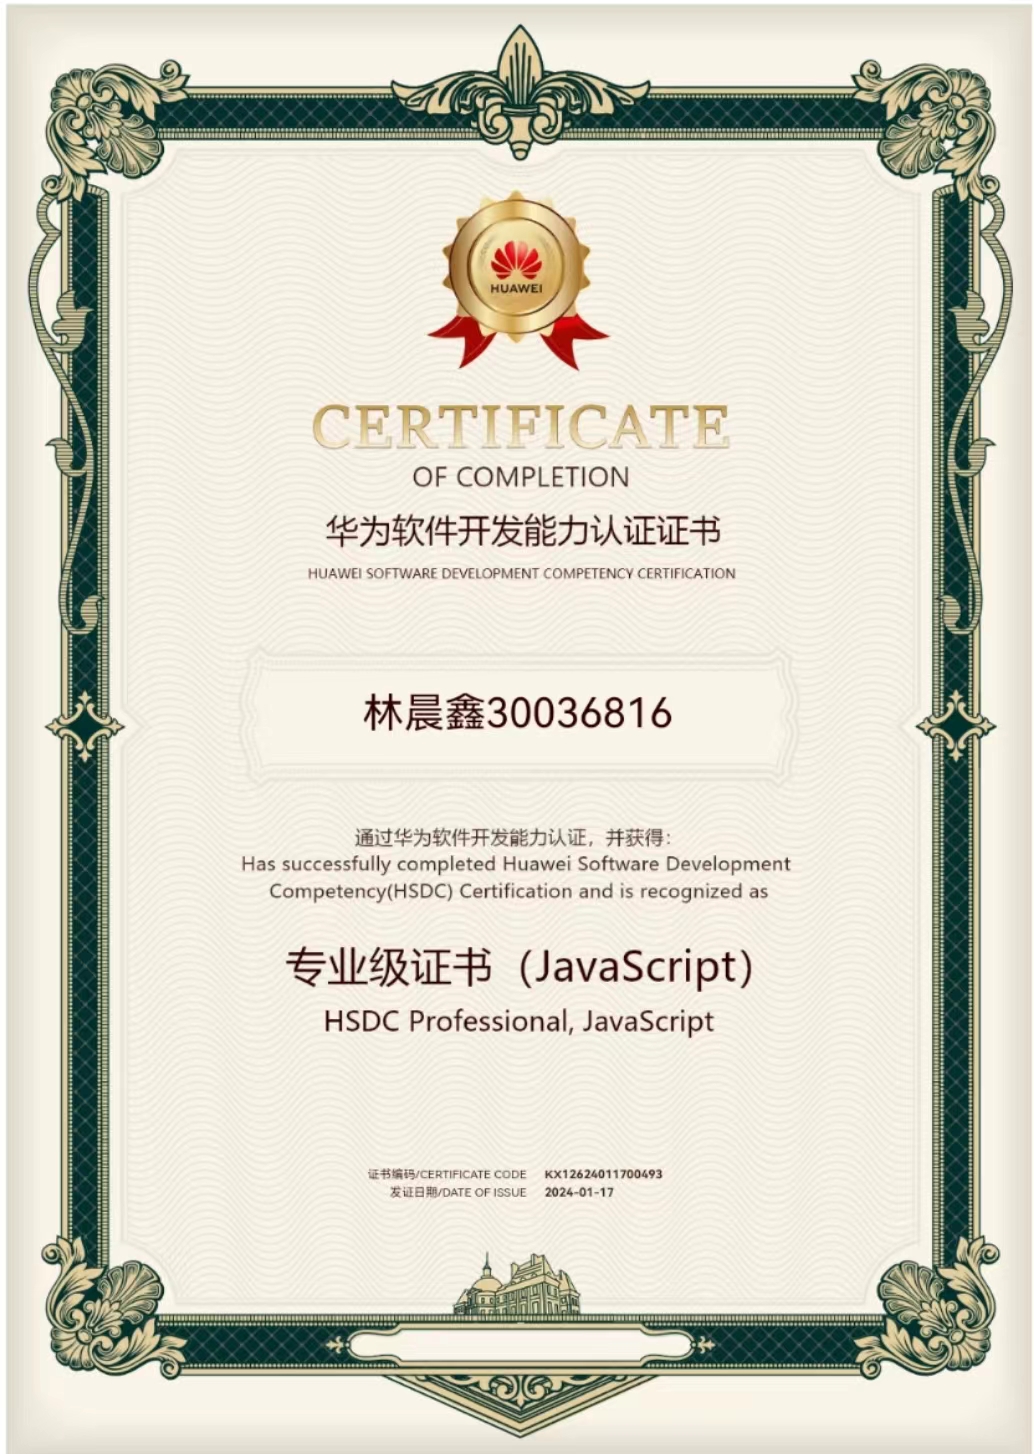 HUAWEI
CERTIFICATE
OF COMPLETION
华为软件开发能力认证证书
HUAWEI SOFTWARE DEVELOPMENT COMPETENCY CERTIFICATION
林晨鑫30036816
通过华为软件开发能力认证，并获得：
Has successfully completed Huawei Software Development
Competency(HSDC) Certification and is recognized as
专业级证书（JavaScript）
HSDC Professional, JavaScript
证书编码/CERTIFICATE CODE KX12624011700493
发证日期/DATE OF ISSUE 2024-01-17